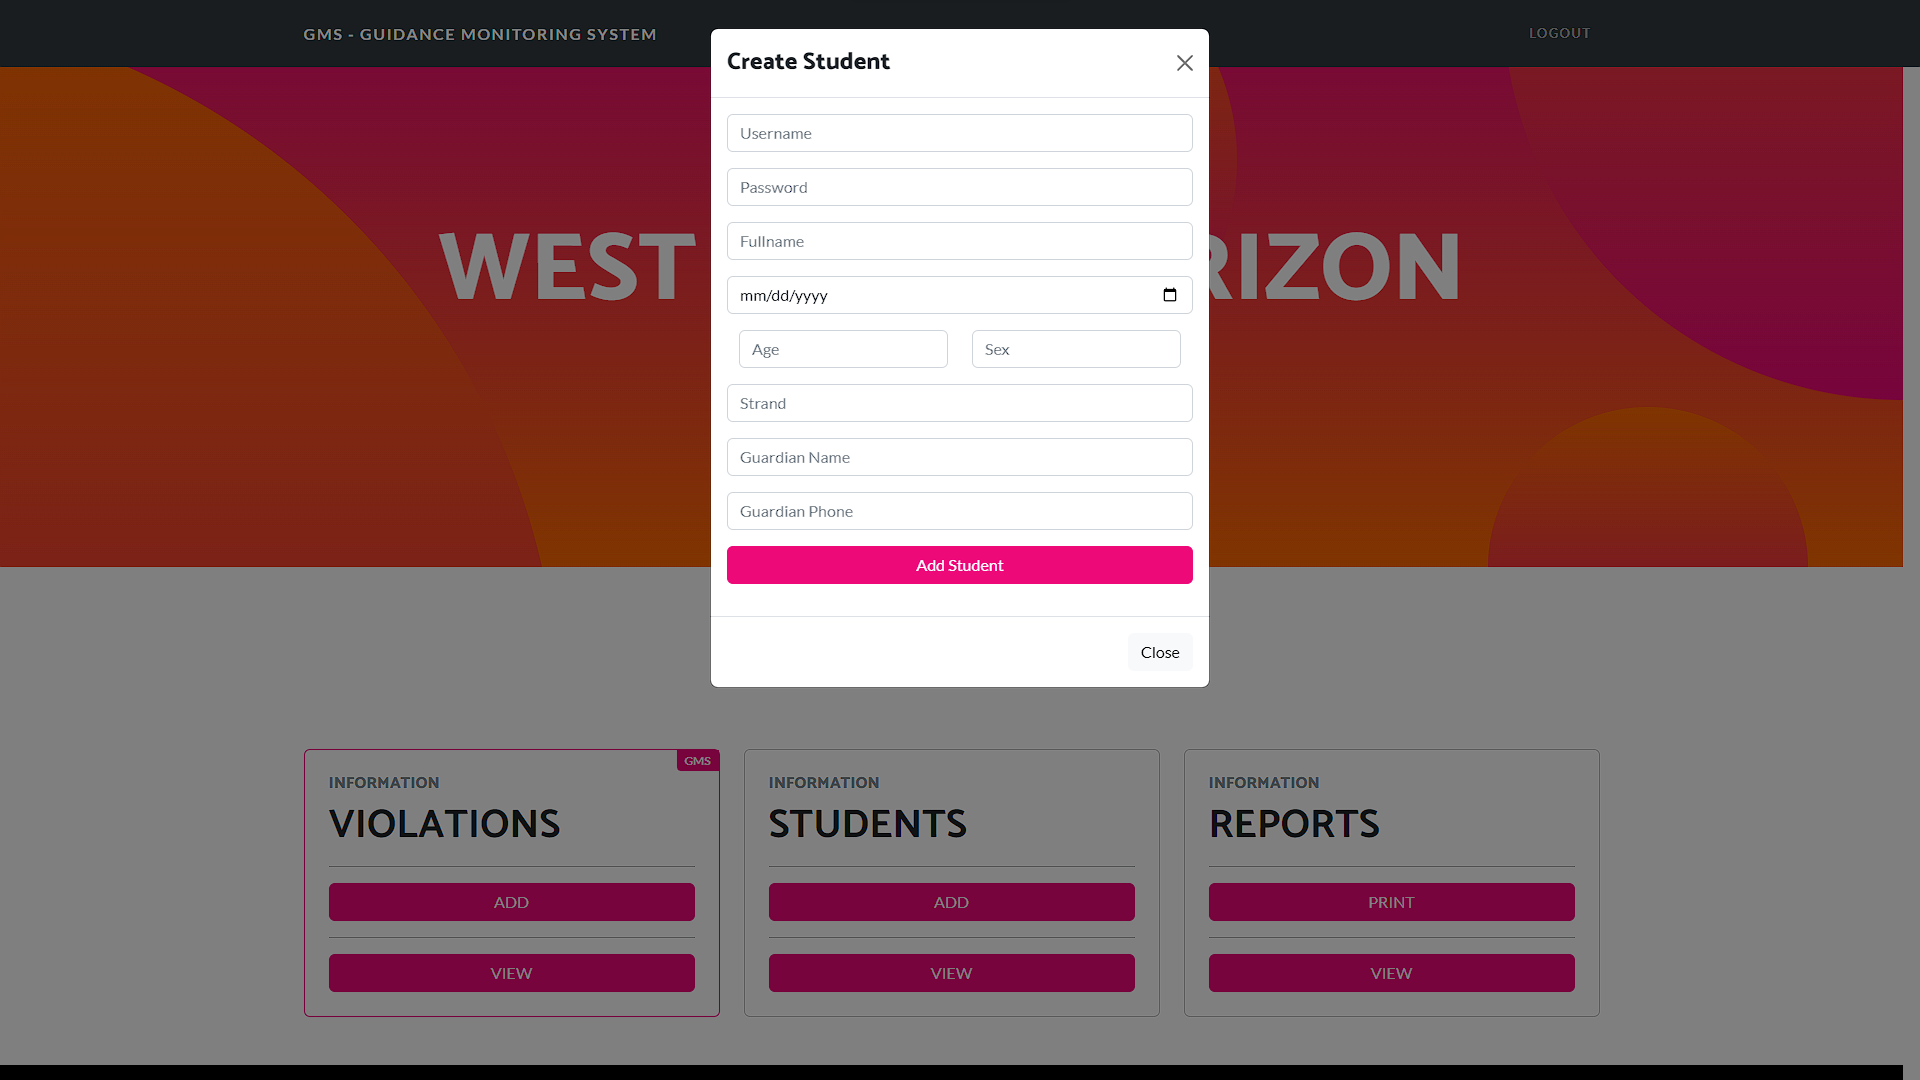 GMS - GUIDANCE MONITORING SYSTEM
LOGOUT
Create Student
Username
Password
Fullname
mm/dd/yyyy
Age
Sex
Strand
Guardian Name
Guardian Phone
Add Student
Close
WEST RIZON
GMS
INFORMATION
VIOLATIONS
ADD
VIEW
INFORMATION
STUDENTS
ADD
VIEW
INFORMATION
REPORTS
PRINT
VIEW